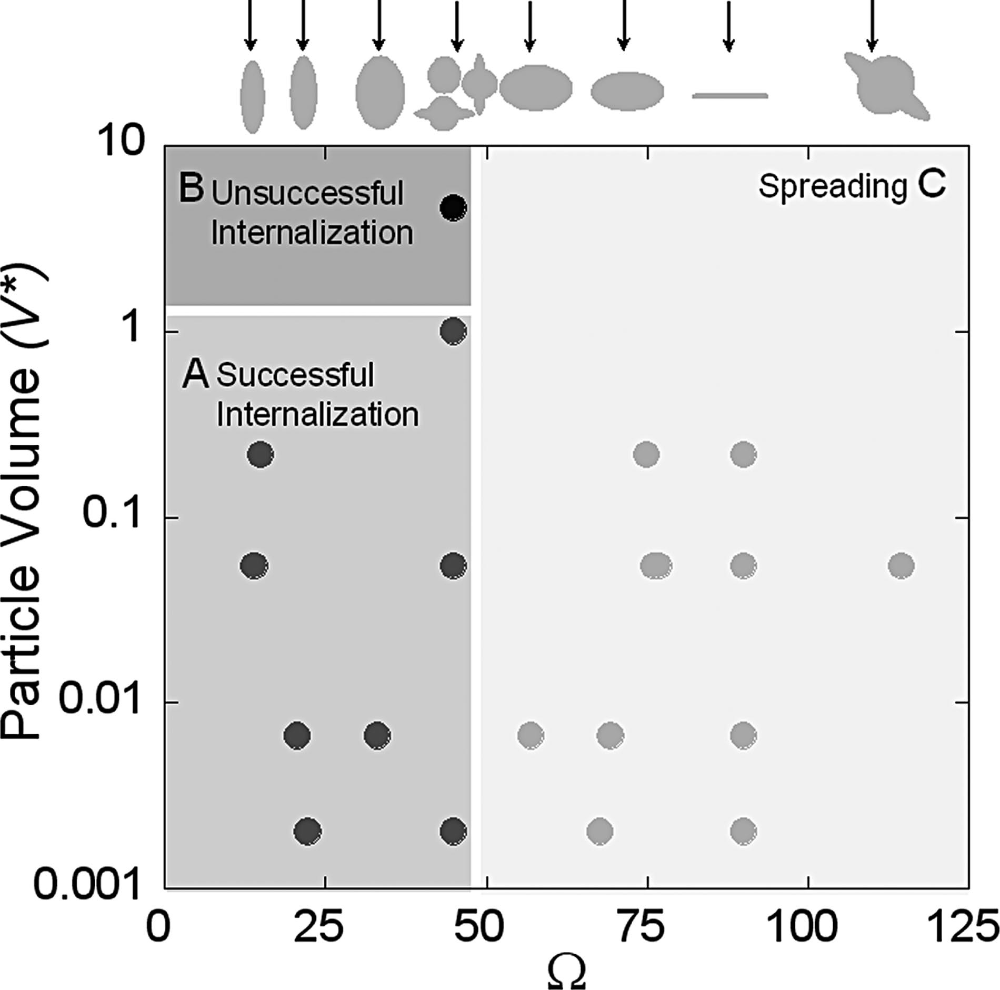 10
B Unsuccessful
Internalization
Spreading C
1
A Successful
Internalization
0.1
0.01
0.001
Particle Volume (V*)
0 25 50 75 100 125
Ω